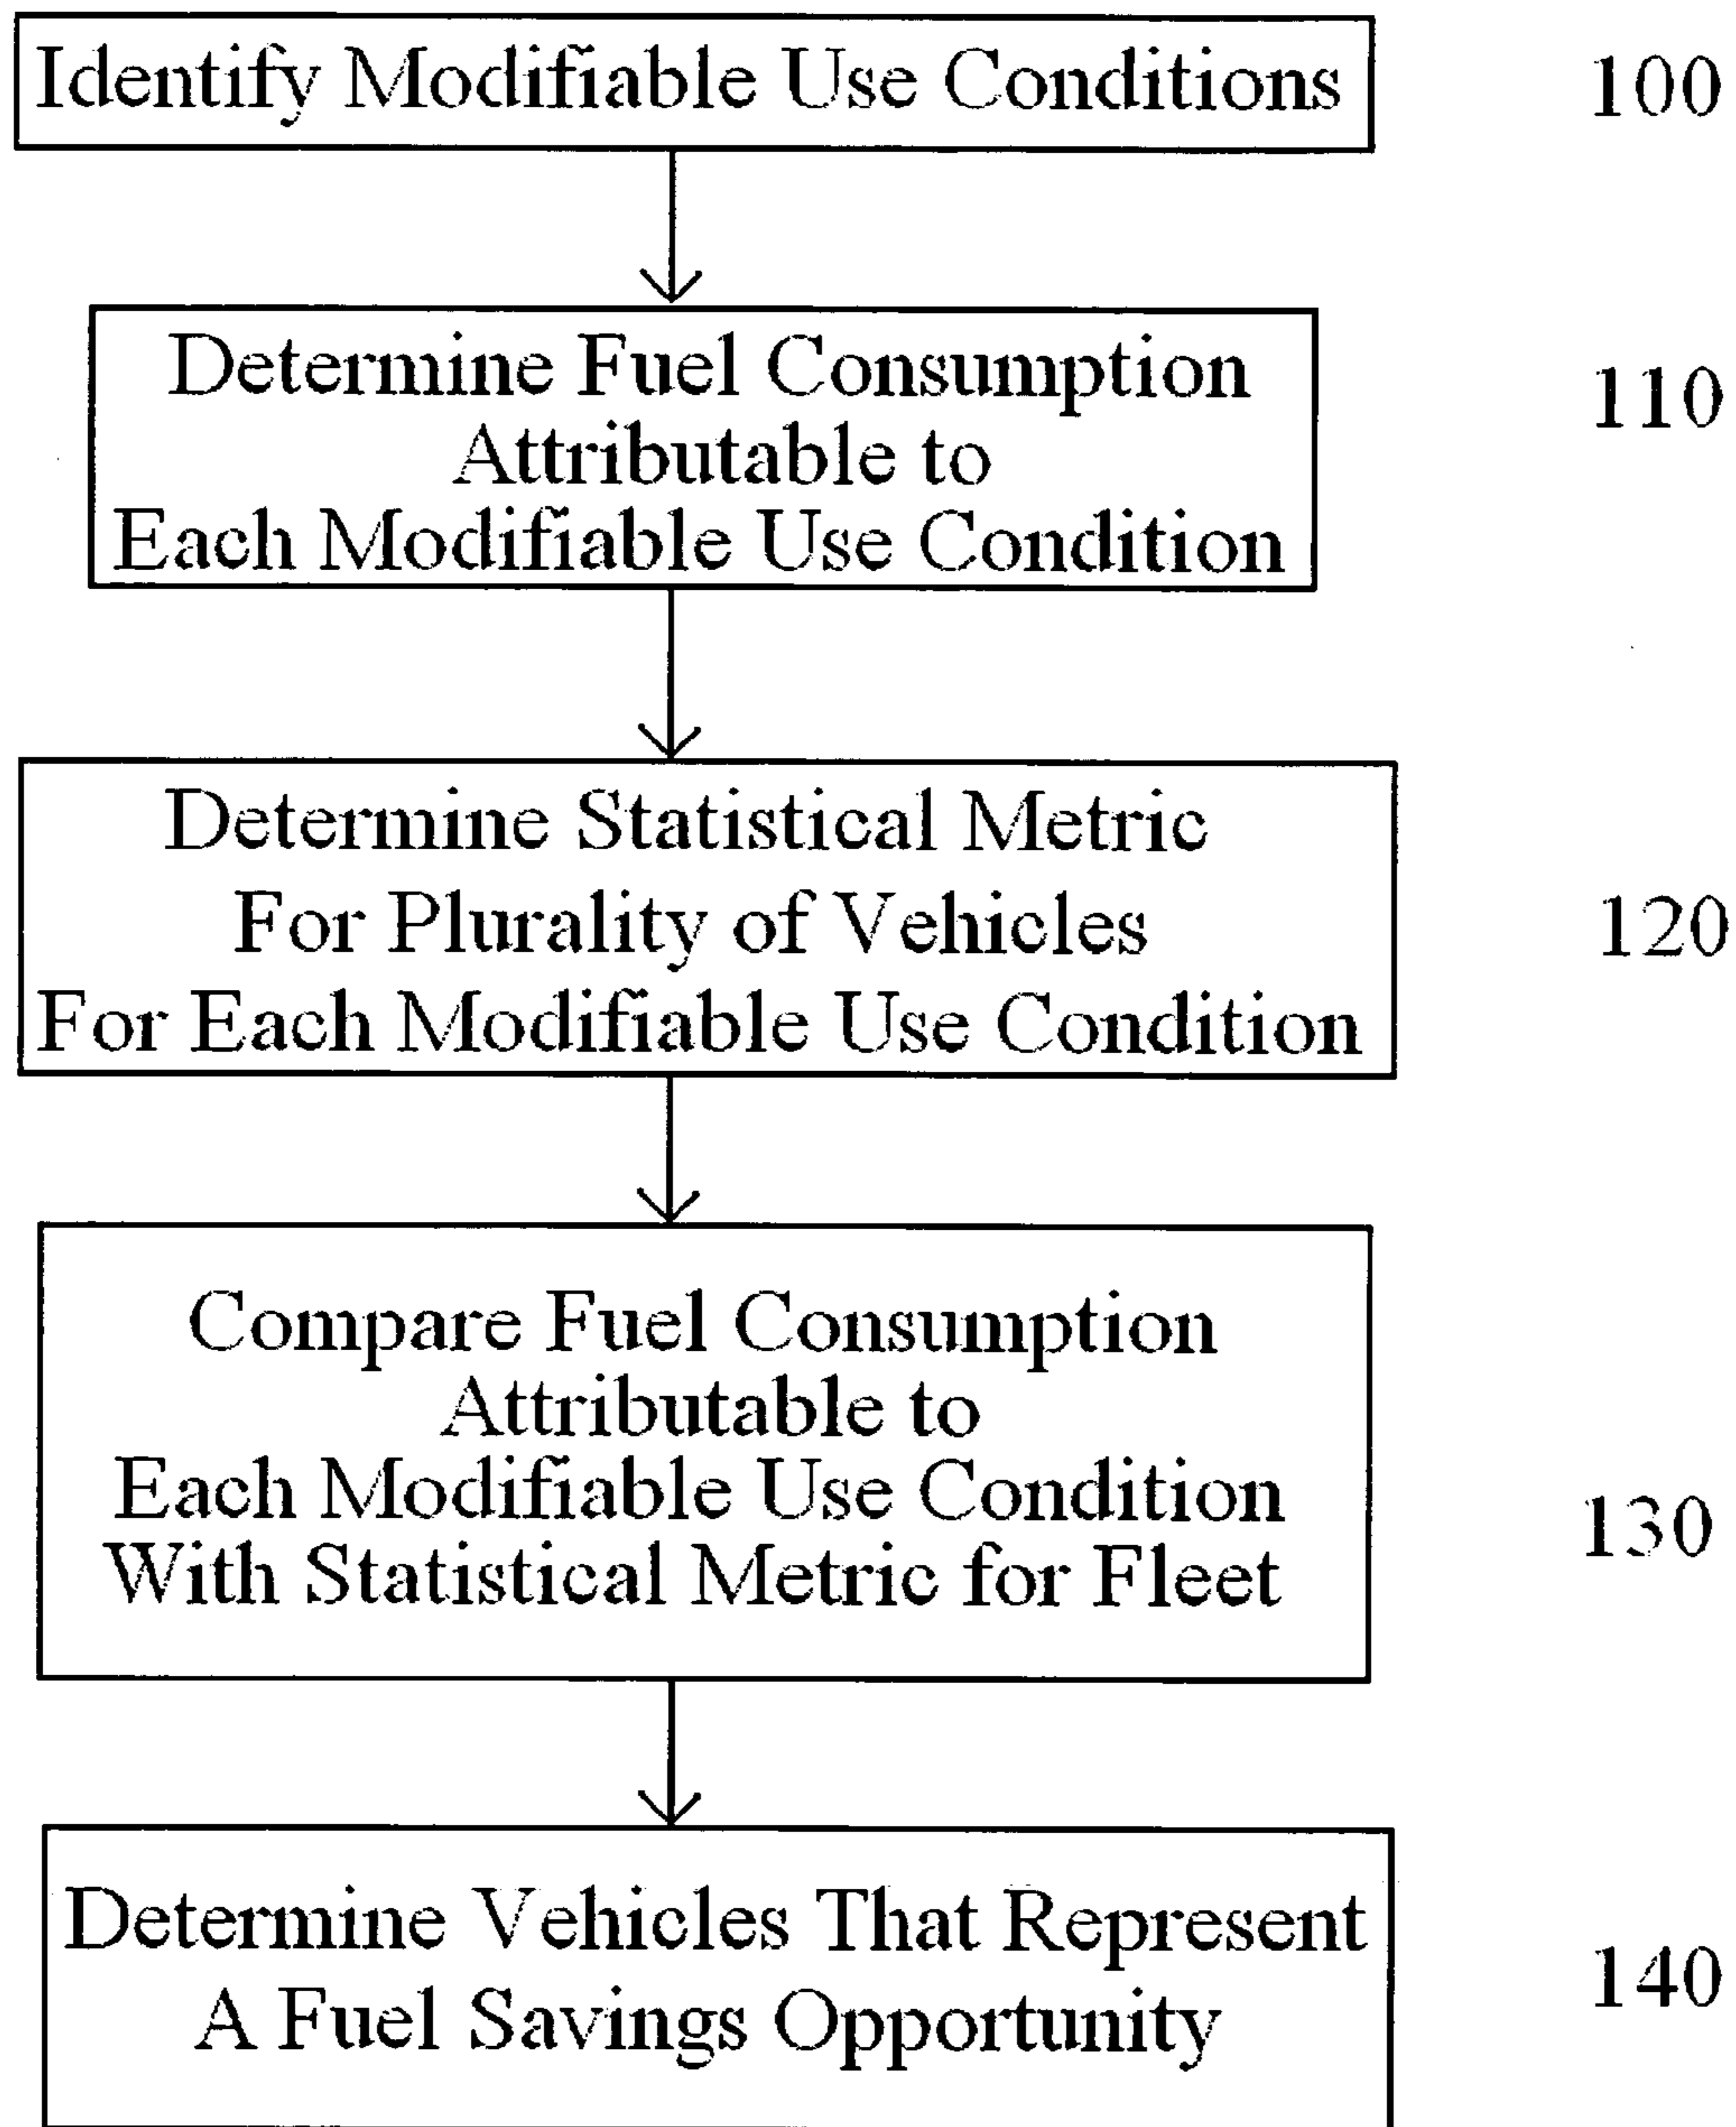 Identify Modifiable Use Conditions
100
Determine Fuel Consumption
Attributable to
Each Modifiable Use Condition
110
Determine Statistical Metric
For Plurality of Vehicles
For Each Modifiable Use Condition
120
Compare Fuel Consumption
Attributable to
Each Modifiable Use Condition
With Statistical Metric for Fleet
130
Determine Vehicles That Represent
A Fuel Savings Opportunity
140